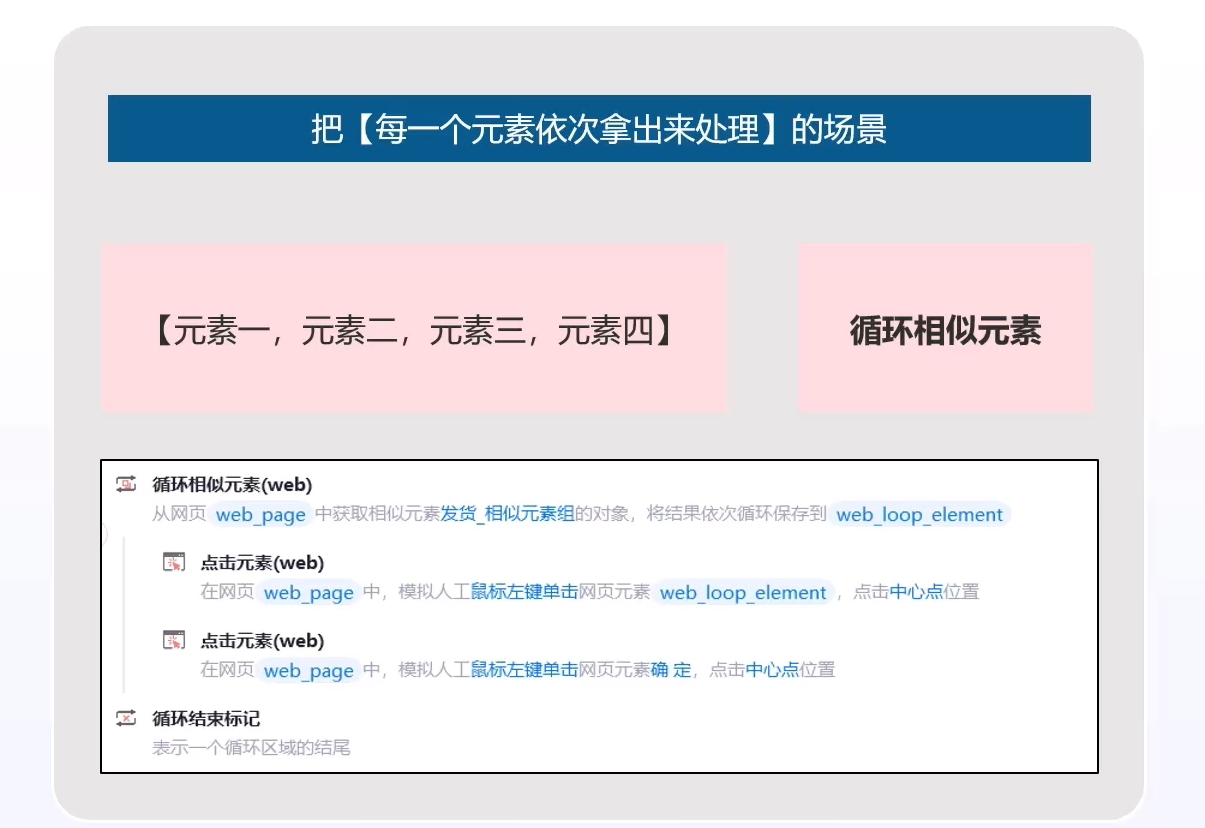 把【每一个元素依次拿出来处理】的场景
【元素一，元素二，元素三，元素四】
循环相似元素
循环相似元素(web)
从网页 web_page 中获取相似元素发货_相似元素组的对象，将结果依次循环保存到 web_loop_element
点击元素(web)
在网页 web_page 中，模拟人工鼠标左键单击网页元素 web_loop_element ，点击中心点位置
点击元素(web)
在网页 web_page 中，模拟人工鼠标左键单击网页元素确 定，点击中心点位置
循环结束标记
表示一个循环区域的结尾